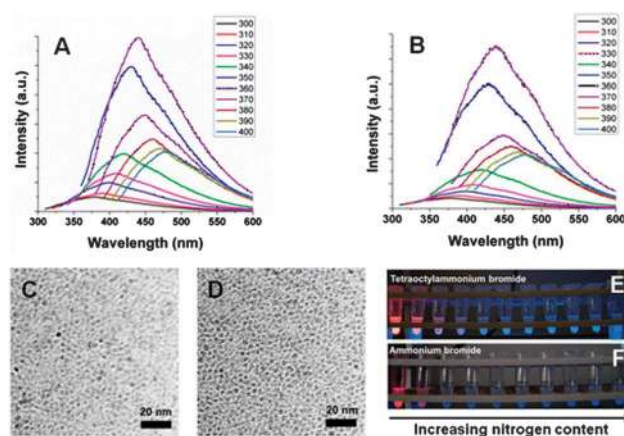 A
Intensity (a.u.)
300
310
320
330
340
350
360
370
380
390
400
300 350 400 450 500 550 600
Wavelength (nm)
B
Intensity (a.u.)
300
310
320
330
340
350
360
370
380
390
400
300 350 400 450 500 550 600
Wavelength (nm)
C
20 nm
D
20 nm
Tetraoctylammonium bromide
E
Ammonium bromide
F
Increasing nitrogen content